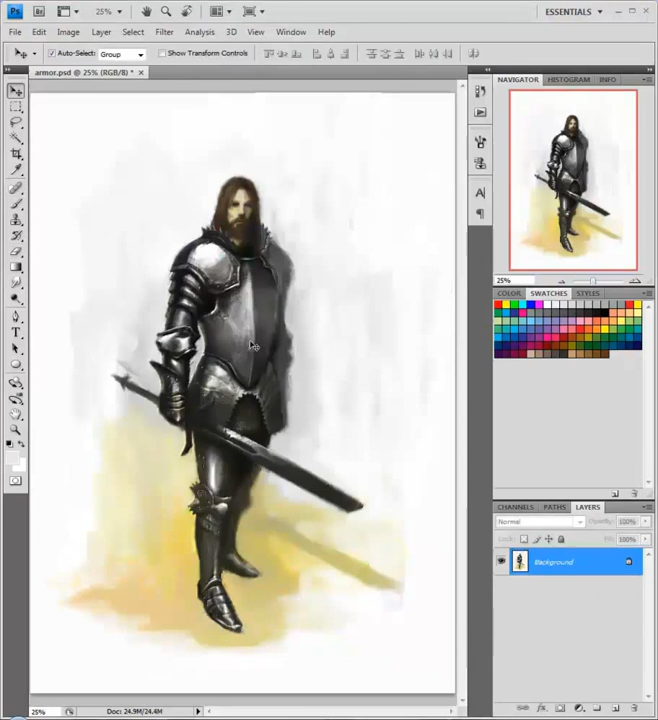 Ps Br 25% ESSENTIALS
File Edit Image Layer Select Filter Analysis 3D View Window Help
Auto-Select: Group Show Transform Controls
armor.psd @ 25% (RGB/8) *
NAVIGATOR HISTOGRAM INFO
25%
COLOR SWATCHES STYLES
CHANNELS PATHS LAYERS
Normal Opacity: 100%
Lock: Fill: 100%
Background
25% Doc: 24.9M/24.4M